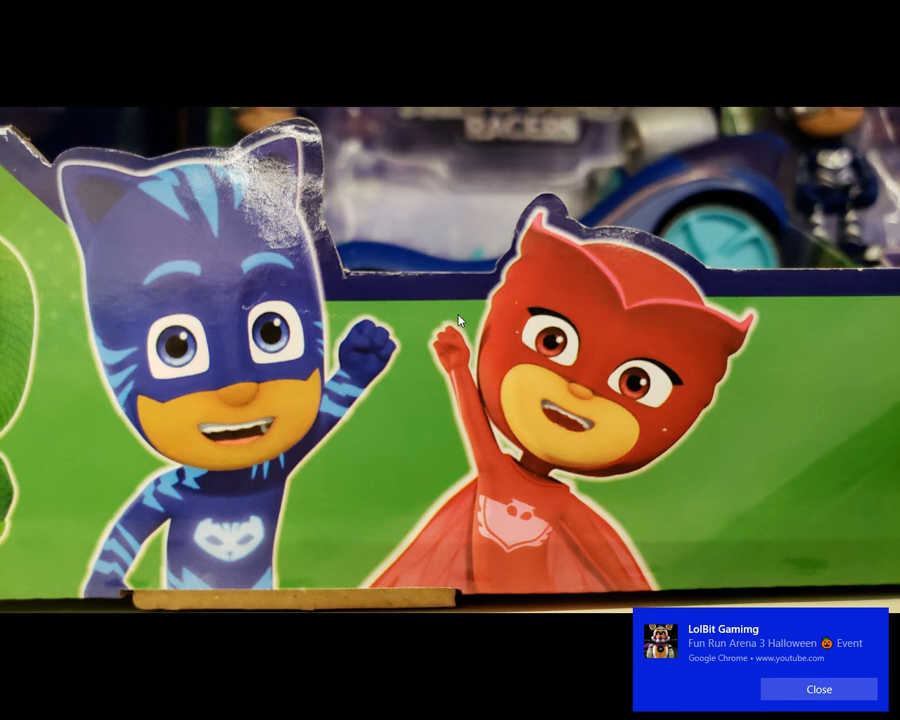 RACERS
LolBit Gamimg
Fun Run Arena 3 Halloween 🎃 Event
Google Chrome • www.youtube.com
Close